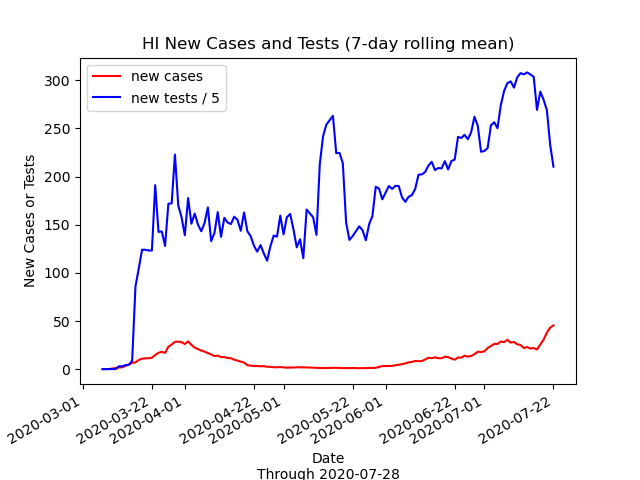 HI New Cases and Tests (7-day rolling mean)
new cases
new tests / 5
New Cases or Tests
300
250
200
150
100
50
0
2020-03-01
2020-03-22
2020-04-01
2020-04-22
2020-05-01
2020-05-22
2020-06-01
2020-06-22
2020-07-01
2020-07-22
Date
Through 2020-07-28